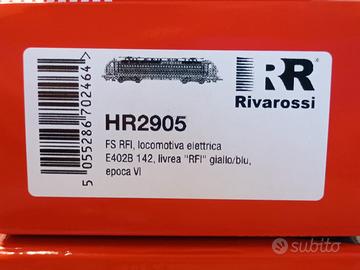 5 055286 702464
RR
Rivarossi
HR2905
FS RFI, locomotiva elettrica
E402B 142, livrea "RFI" giallo/blu,
epoca VI
subito